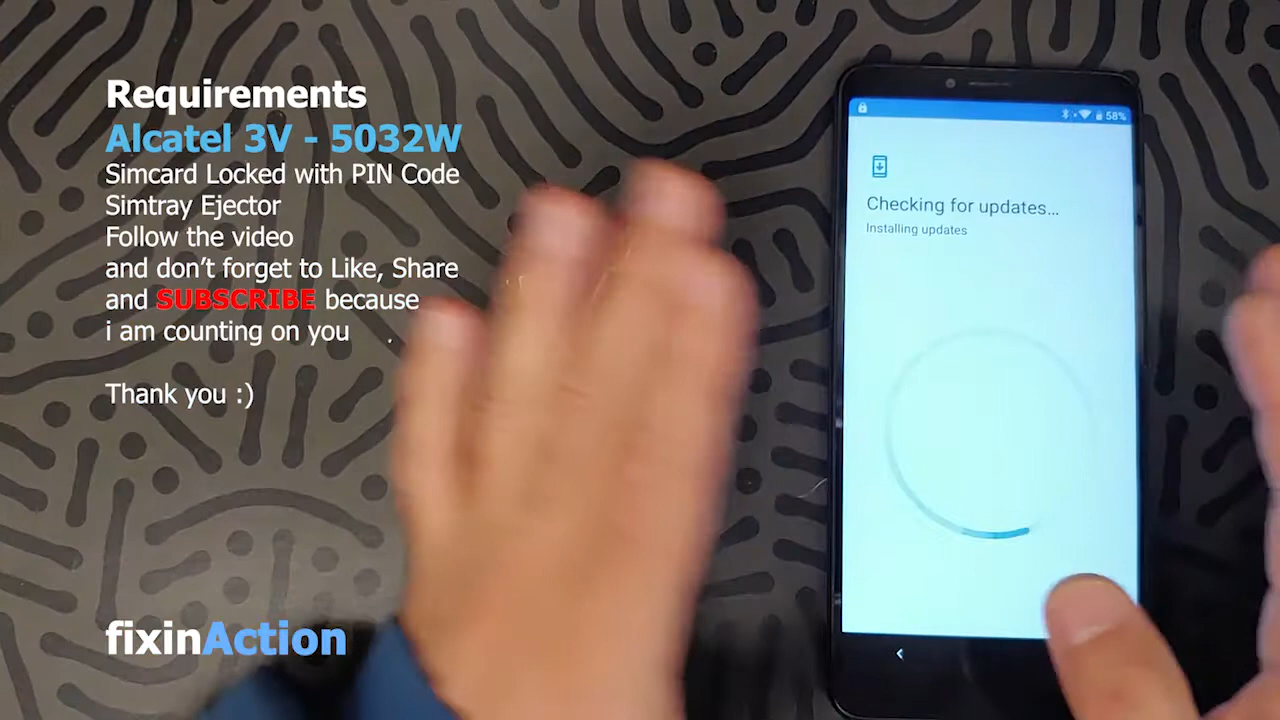 Requirements
Alcatel 3V - 5032W
Simcard Locked with PIN Code
Simtray Ejector
Follow the video
and don't forget to Like, Share
and SUBSCRIBE because
i am counting on you
Thank you :)
fixinAction
58%
Checking for updates...
Installing updates